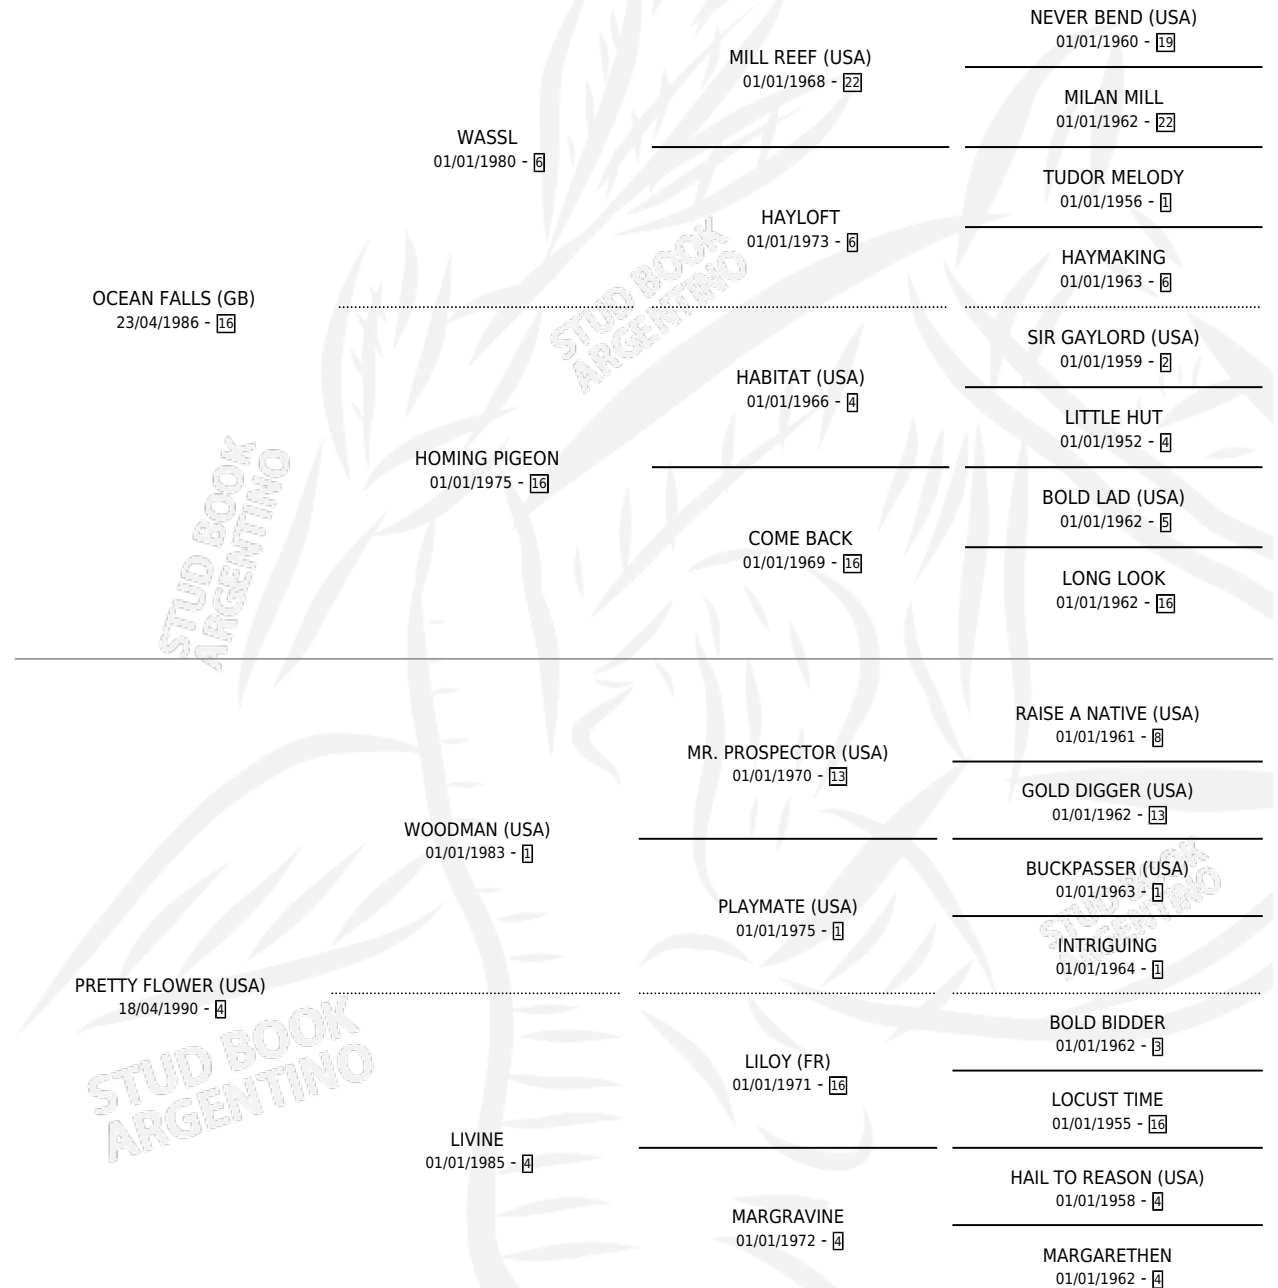 NEVER BEND (USA)
01/01/1960 - 19
MILL REEF (USA)
01/01/1968 - 22
MILAN MILL
01/01/1962 - 22
WASSL
01/01/1980 - 6
TUDOR MELODY
01/01/1956 - 1
HAYLOFT
01/01/1973 - 6
HAYMAKING
01/01/1963 - 6
OCEAN FALLS (GB)
23/04/1986 - 16
SIR GAYLORD (USA)
01/01/1959 - 2
HABITAT (USA)
01/01/1966 - 4
LITTLE HUT
01/01/1952 - 4
HOMING PIGEON
01/01/1975 - 16
BOLD LAD (USA)
01/01/1962 - 5
COME BACK
01/01/1969 - 16
LONG LOOK
01/01/1962 - 16
RAISE A NATIVE (USA)
01/01/1961 - 8
MR. PROSPECTOR (USA)
01/01/1970 - 13
GOLD DIGGER (USA)
01/01/1962 - 13
WOODMAN (USA)
01/01/1983 - 1
BUCKPASSER (USA)
01/01/1963 - 1
PLAYMATE (USA)
01/01/1975 - 1
INTRIGUING
01/01/1964 - 1
PRETTY FLOWER (USA)
18/04/1990 - 4
BOLD BIDDER
01/01/1962 - 3
LILOY (FR)
01/01/1971 - 16
LOCUST TIME
01/01/1955 - 16
LIVINE
01/01/1985 - 4
HAIL TO REASON (USA)
01/01/1958 - 4
MARGRAVINE
01/01/1972 - 4
MARGARETHEN
01/01/1962 - 4
STUD BOOK
ARGENTINO
STUD BOOK
ARGENTINO
STUD BOOK
ARGENTINO
STUD BOOK
ARGENTINO